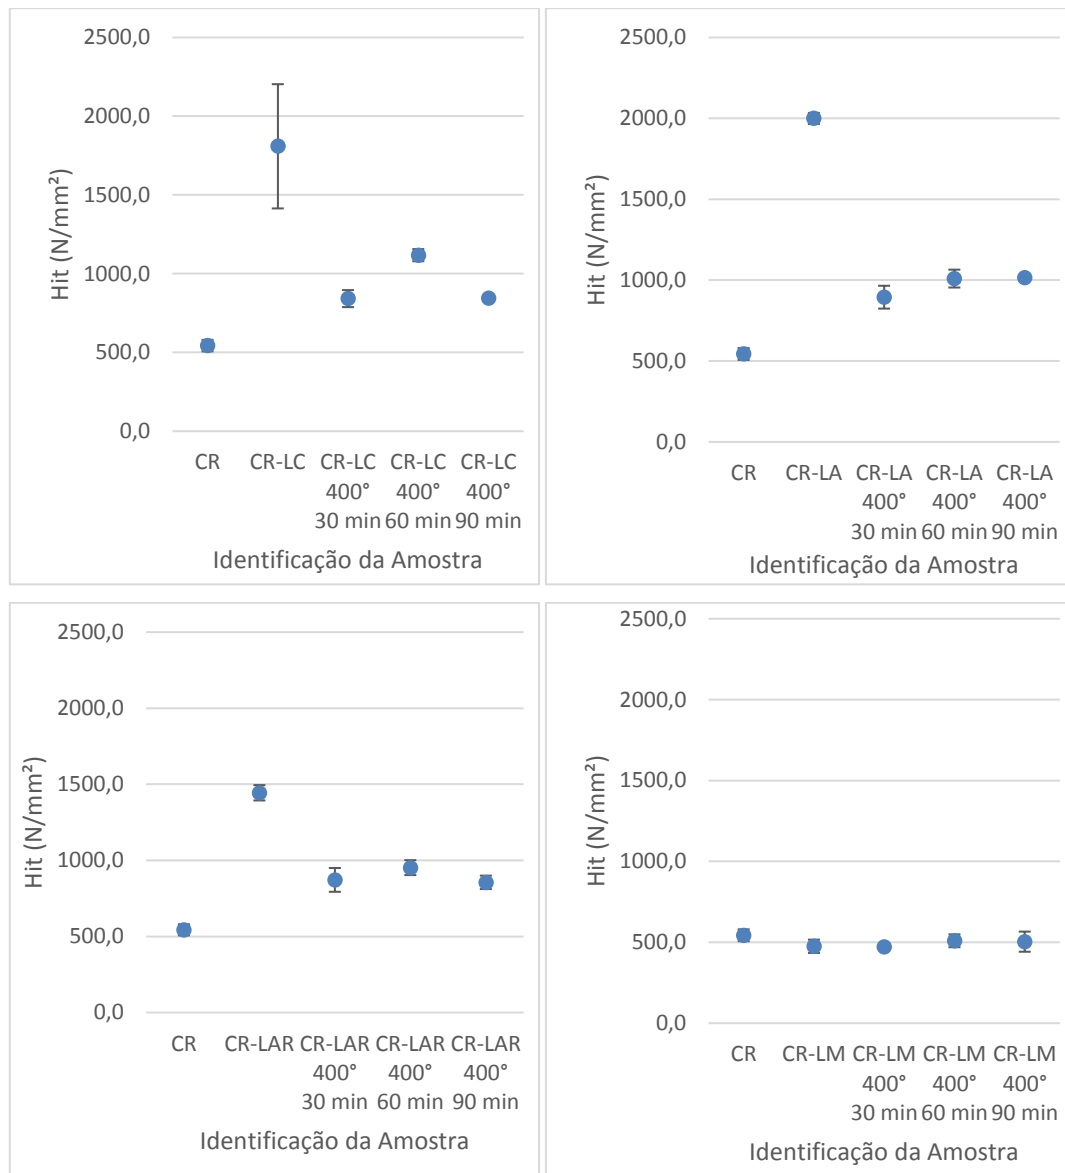 2500,0
2000,0
1500,0
1000,0
500,0
0,0
Hit (N/mm²)
CR CR-LC CR-LC CR-LC CR-LC
400° 400° 400°
30 min 60 min 90 min
Identificação da Amostra
2500,0
2000,0
1500,0
1000,0
500,0
0,0
Hit (N/mm²)
CR CR-LA CR-LA CR-LA CR-LA
400° 400° 400°
30 min 60 min 90 min
Identificação da Amostra
2500,0
2000,0
1500,0
1000,0
500,0
0,0
Hit (N/mm²)
CR CR-LAR CR-LAR CR-LAR CR-LAR
400° 400° 400°
30 min 60 min 90 min
Identificação da Amostra
2500,0
2000,0
1500,0
1000,0
500,0
0,0
Hit (N/mm²)
CR CR-LM CR-LM CR-LM CR-LM
400° 400° 400°
30 min 60 min 90 min
Identificação da Amostra